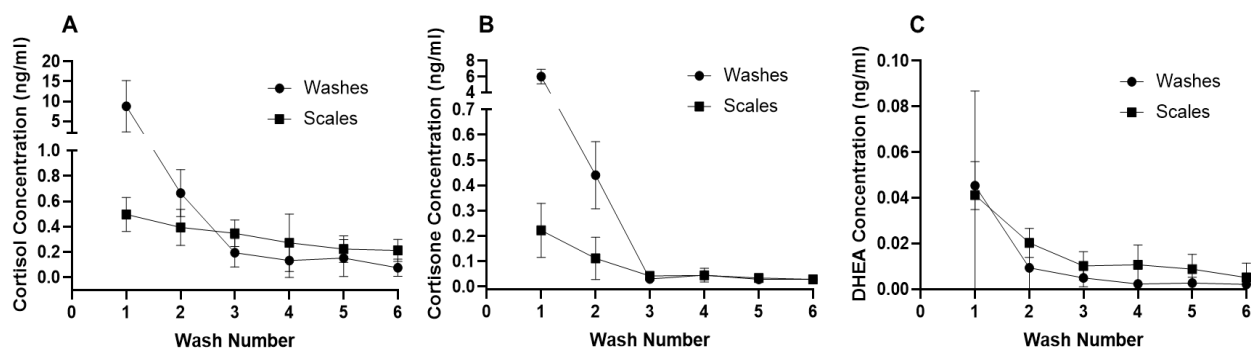 A
Cortisol Concentration (ng/ml)
20
15
10
5
1.0
0.8
0.6
0.4
0.2
0.0
Washes
Scales
0 1 2 3 4 5 6
Wash Number
B
Cortisone Concentration (ng/ml)
8
6
4
0.7
0.6
0.5
0.4
0.3
0.2
0.1
0.0
Washes
Scales
0 1 2 3 4 5 6
Wash Number
C
DHEA Concentration (ng/ml)
0.10
0.08
0.06
0.04
0.02
0.00
Washes
Scales
0 1 2 3 4 5 6
Wash Number